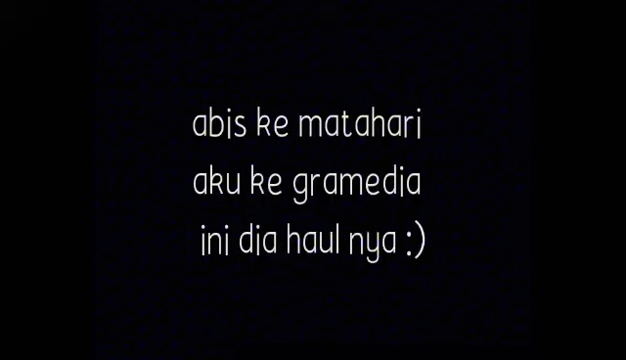 abis ke matahari
aku ke gramedia
ini dia haul nya :)